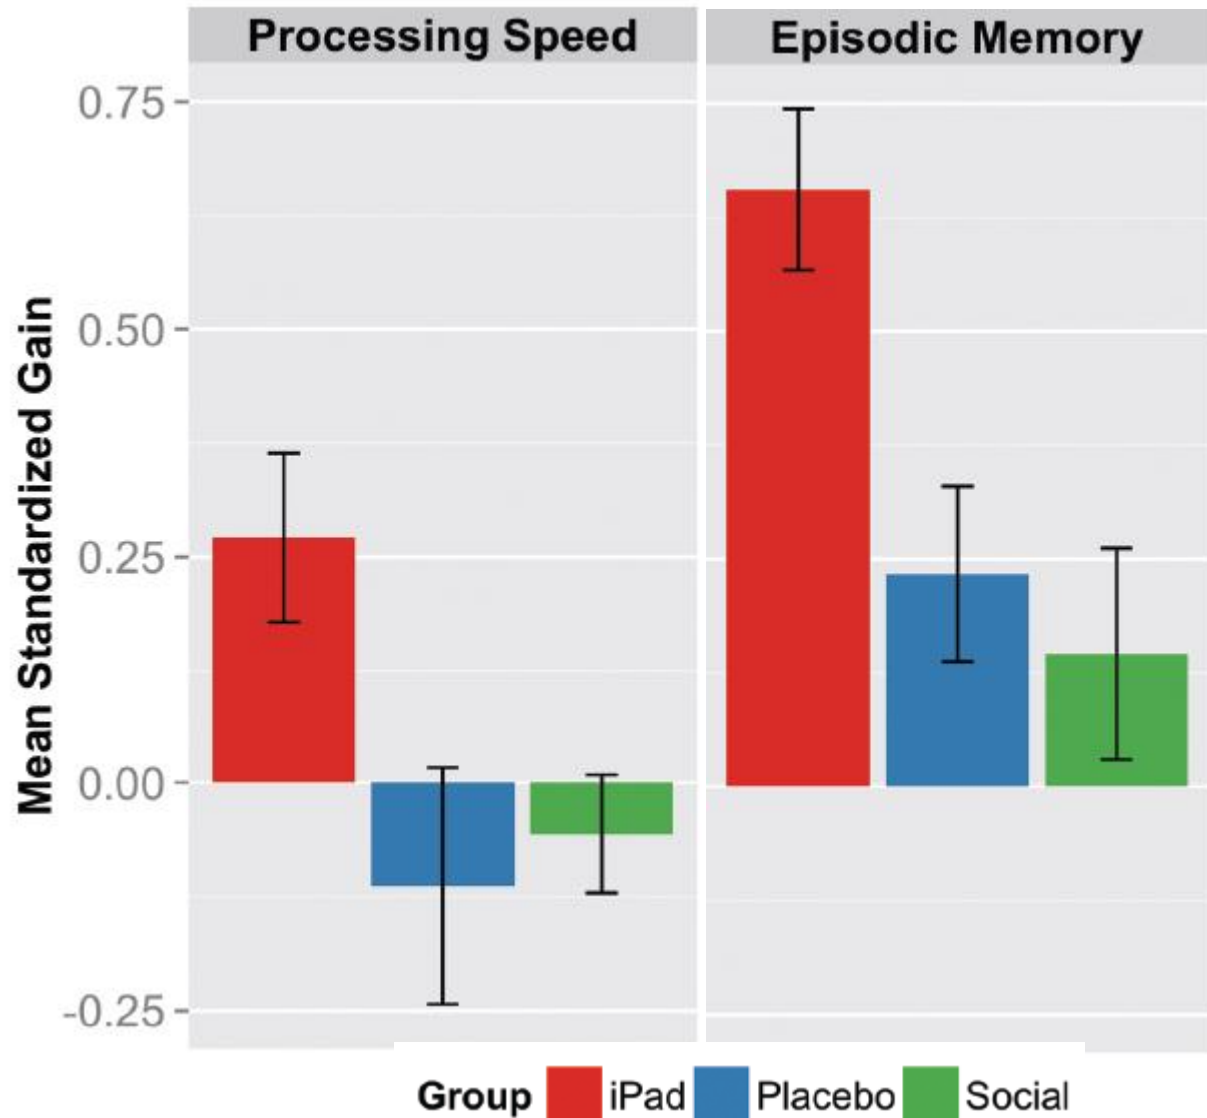 Processing Speed
Episodic Memory
Mean Standardized Gain
0.75
0.50
0.25
0.00
-0.25
Group iPad Placebo Social